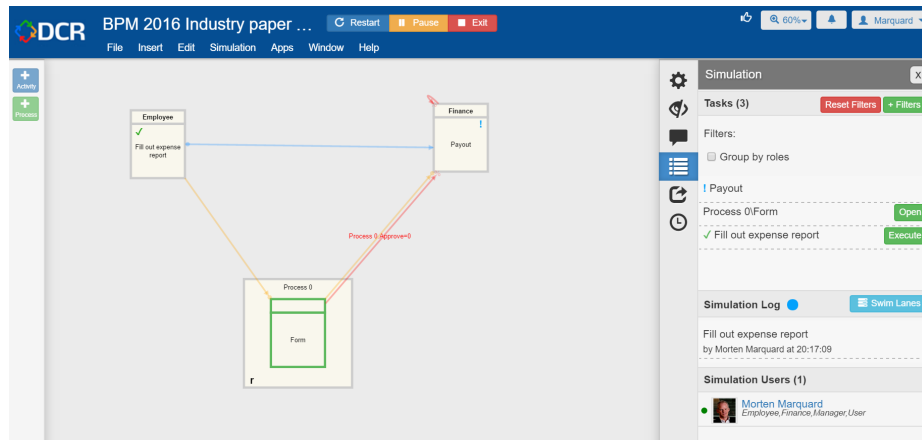 DCR
BPM 2016 Industry paper ...
Restart
Pause
Exit
60%
Marquard
File Insert Edit Simulation Apps Window Help
+
Activity
+
Process
Employee
✓
Fill out expense
report
Finance
!
Payout
Process 0 Approve=0
Process 0
Form
r
Simulation
X
Tasks (3)
Reset Filters
+ Filters
Filters:
Group by roles
! Payout
Process 0\Form
Open
✓ Fill out expense report
Execute
Simulation Log
Swim Lanes
Fill out expense report
by Morten Marquard at 20:17:09
Simulation Users (1)
Morten Marquard
Employee,Finance,Manager,User